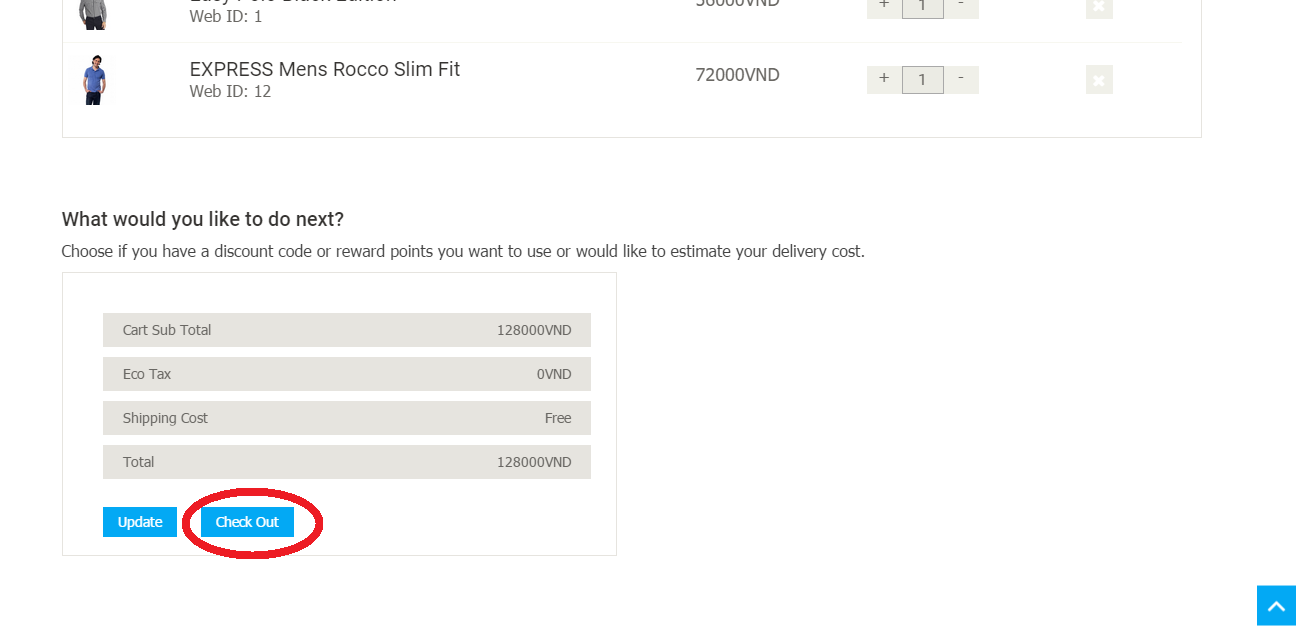 Web ID: 1
+ 1 -
EXPRESS Mens Rocco Slim Fit
72000VND
+ 1 -
Web ID: 12
What would you like to do next?
Choose if you have a discount code or reward points you want to use or would like to estimate your delivery cost.
Cart Sub Total 128000VND
Eco Tax 0VND
Shipping Cost Free
Total 128000VND
Update Check Out